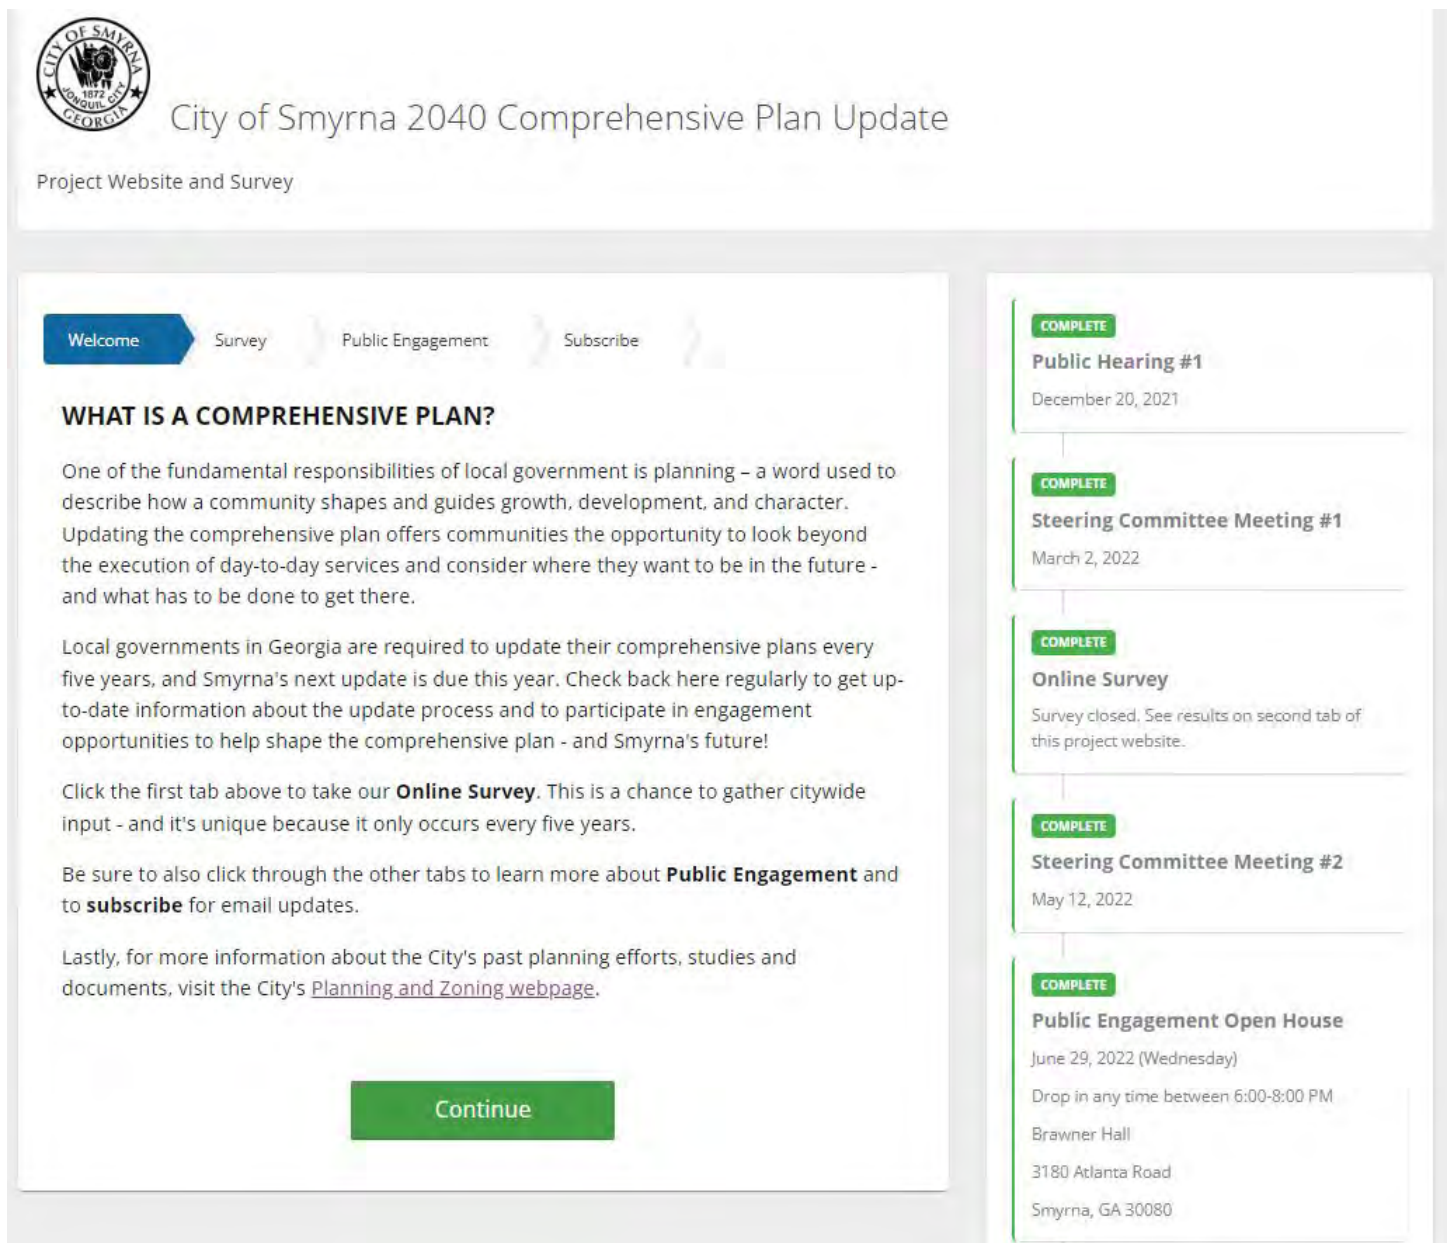 CITY OF SMYRNA
1872
JONQUIL CITY
GEORGIA
City of Smyrna 2040 Comprehensive Plan Update
Project Website and Survey
Welcome
Survey
Public Engagement
Subscribe
WHAT IS A COMPREHENSIVE PLAN?
One of the fundamental responsibilities of local government is planning – a word used to
describe how a community shapes and guides growth, development, and character.
Updating the comprehensive plan offers communities the opportunity to look beyond
the execution of day-to-day services and consider where they want to be in the future -
and what has to be done to get there.
Local governments in Georgia are required to update their comprehensive plans every
five years, and Smyrna's next update is due this year. Check back here regularly to get up-
to-date information about the update process and to participate in engagement
opportunities to help shape the comprehensive plan - and Smyrna's future!
Click the first tab above to take our Online Survey. This is a chance to gather citywide
input - and it's unique because it only occurs every five years.
Be sure to also click through the other tabs to learn more about Public Engagement and
to subscribe for email updates.
Lastly, for more information about the City's past planning efforts, studies and
documents, visit the City's Planning and Zoning webpage.
Continue
COMPLETE
Public Hearing #1
December 20, 2021
COMPLETE
Steering Committee Meeting #1
March 2, 2022
COMPLETE
Online Survey
Survey closed. See results on second tab of
this project website.
COMPLETE
Steering Committee Meeting #2
May 12, 2022
COMPLETE
Public Engagement Open House
June 29, 2022 (Wednesday)
Drop in any time between 6:00-8:00 PM
Brawner Hall
3180 Atlanta Road
Smyrna, GA 30080